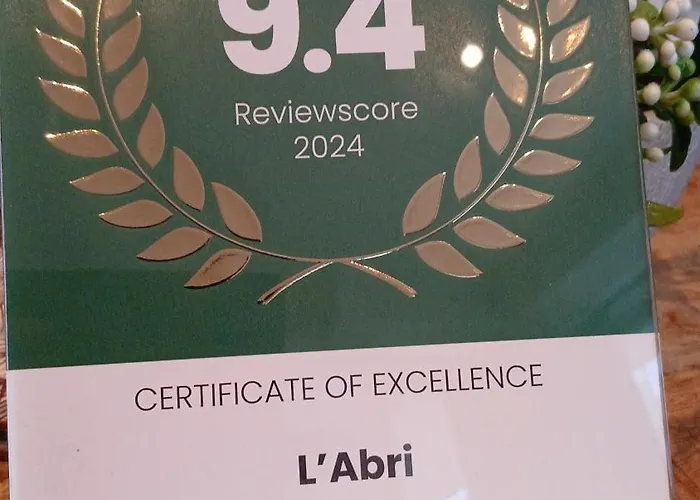 9.4
Reviewscore
2024
CERTIFICATE OF EXCELLENCE
L'Abri